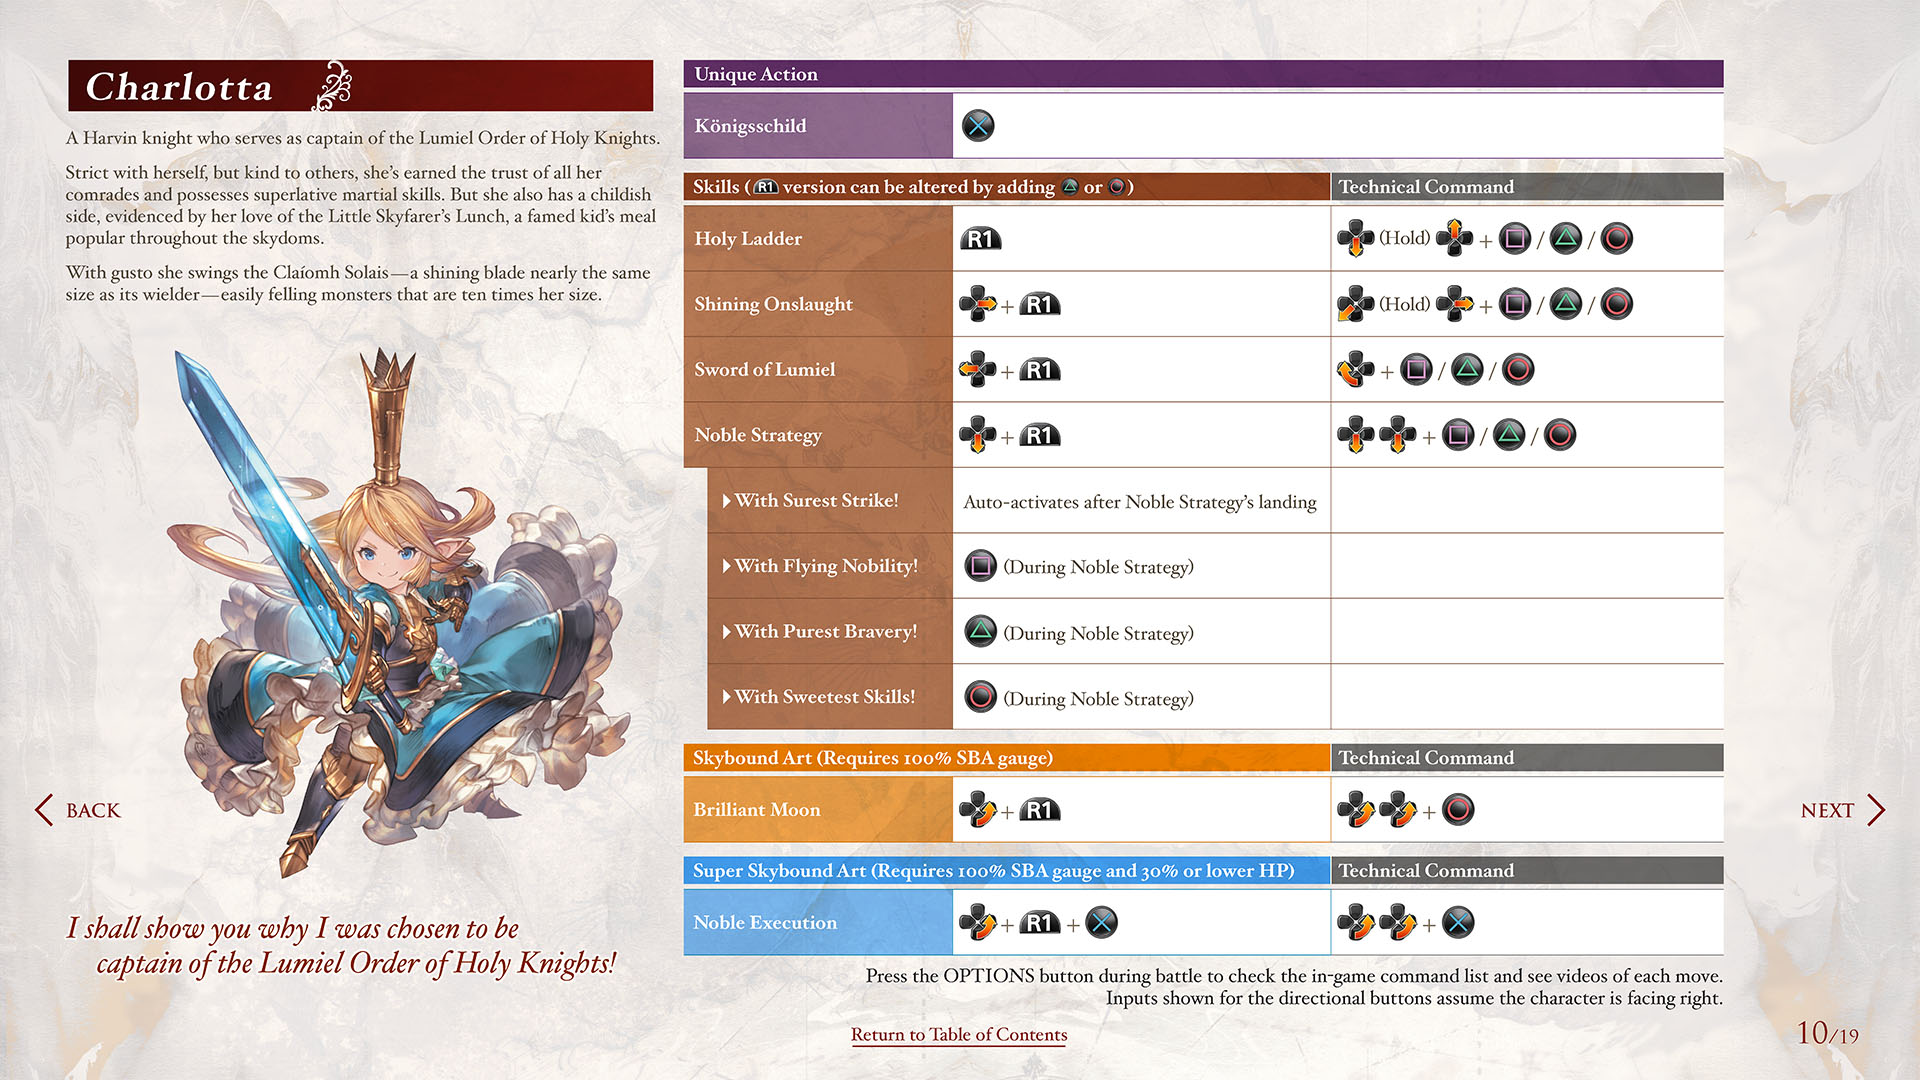 Charlotta
A Harvin knight who serves as captain of the Lumiel Order of Holy Knights.
Strict with herself, but kind to others, she's earned the trust of all her
comrades and possesses superlative martial skills. But she also has a childish
side, evidenced by her love of the Little Skyfarer's Lunch, a famed kid's meal
popular throughout the skydoms.
With gusto she swings the Claíomh Solais—a shining blade nearly the same
size as its wielder—easily felling monsters that are ten times her size.
I shall show you why I was chosen to be
captain of the Lumiel Order of Holy Knights!
Unique Action
Königsschild
Skills (R1 version can be altered by adding or )
Technical Command
Holy Ladder
R1
(Hold) + / /
Shining Onslaught
+ R1
(Hold) + / /
Sword of Lumiel
+ R1
+ / /
Noble Strategy
+ R1
+ / /
With Surest Strike!
Auto-activates after Noble Strategy's landing
With Flying Nobility!
(During Noble Strategy)
With Purest Bravery!
(During Noble Strategy)
With Sweetest Skills!
(During Noble Strategy)
Skybound Art (Requires 100% SBA gauge)
Technical Command
Brilliant Moon
+ R1
+
Super Skybound Art (Requires 100% SBA gauge and 30% or lower HP)
Technical Command
Noble Execution
+ R1 +
+
Press the OPTIONS button during battle to check the in-game command list and see videos of each move.
Inputs shown for the directional buttons assume the character is facing right.
BACK
NEXT
Return to Table of Contents
10/19